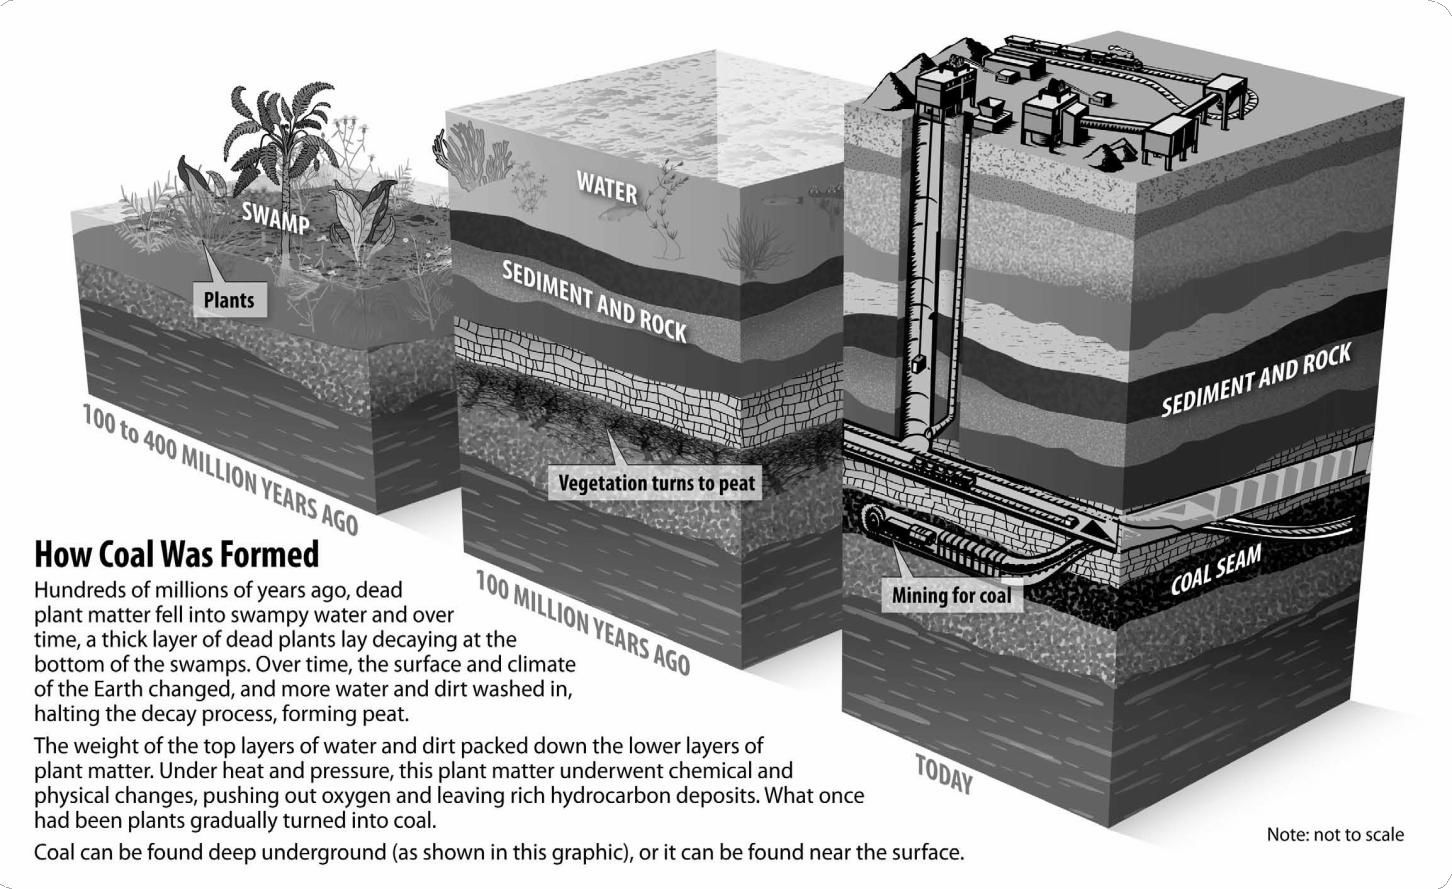 SWAMP
Plants
100 to 400 MILLION YEARS AGO
WATER
SEDIMENT AND ROCK
Vegetation turns to peat
100 MILLION YEARS AGO
SEDIMENT AND ROCK
COAL SEAM
Mining for coal
TODAY
How Coal Was Formed
Hundreds of millions of years ago, dead
plant matter fell into swampy water and over
time, a thick layer of dead plants lay decaying at the
bottom of the swamps. Over time, the surface and climate
of the Earth changed, and more water and dirt washed in,
halting the decay process, forming peat.
The weight of the top layers of water and dirt packed down the lower layers of
plant matter. Under heat and pressure, this plant matter underwent chemical and
physical changes, pushing out oxygen and leaving rich hydrocarbon deposits. What once
had been plants gradually turned into coal.
Coal can be found deep underground (as shown in this graphic), or it can be found near the surface.
Note: not to scale